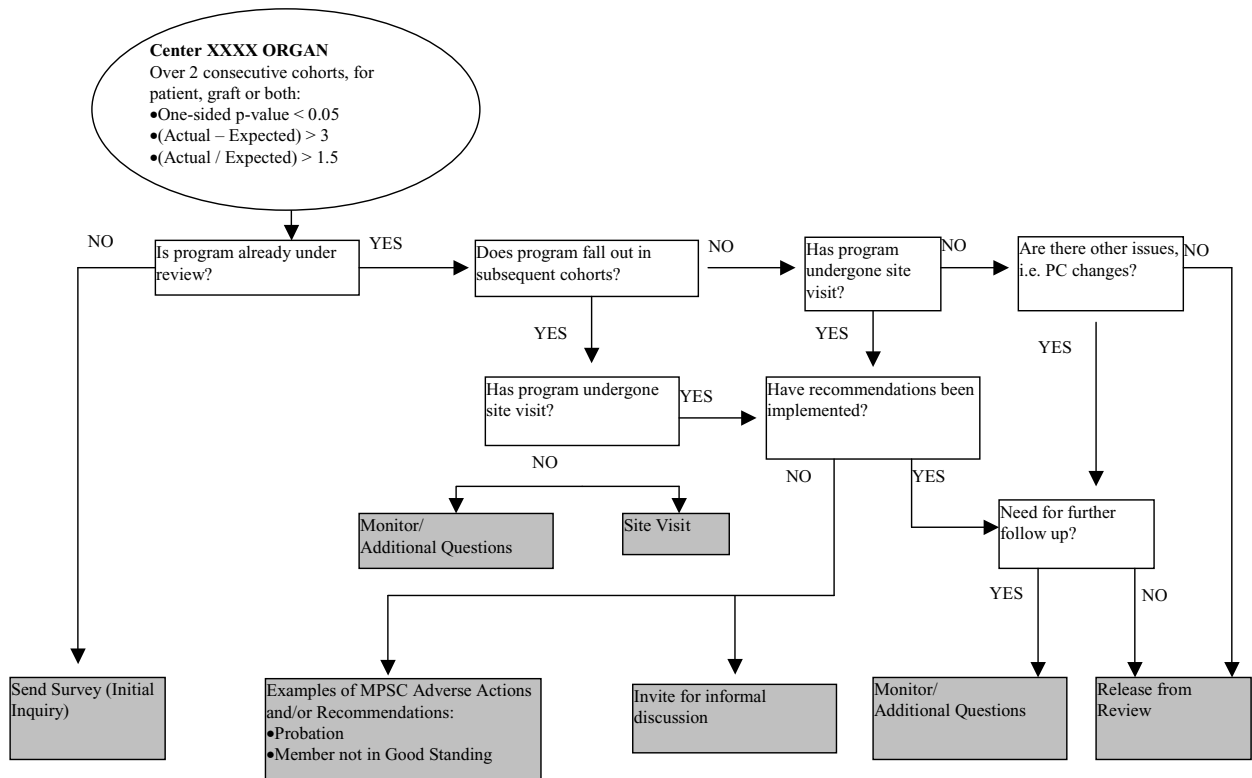 Center XXXX ORGAN
Over 2 consecutive cohorts, for
patient, graft or both:
•One-sided p-value < 0.05
•(Actual – Expected) > 3
•(Actual / Expected) > 1.5
NO
Is program already under
review?
YES
Does program fall out in
subsequent cohorts?
NO
Has program
undergone site
visit?
NO
Are there other issues,
i.e. PC changes?
NO
YES
YES
YES
Has program undergone
site visit?
YES
Have recommendations been
implemented?
NO
NO
YES
Monitor/
Additional Questions
Site Visit
Need for further
follow up?
YES
NO
Send Survey (Initial
Inquiry)
Examples of MPSC Adverse Actions
and/or Recommendations:
•Probation
•Member not in Good Standing
Invite for informal
discussion
Monitor/
Additional Questions
Release from
Review